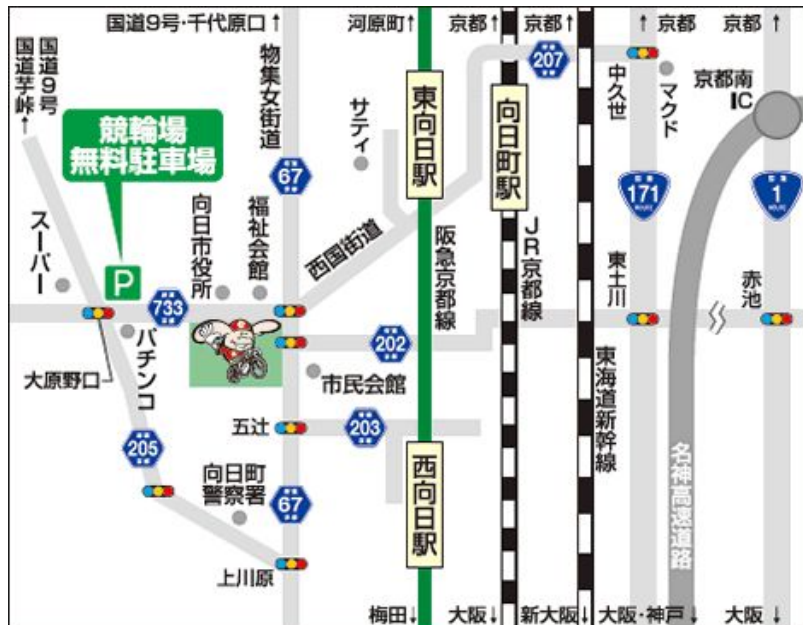 国道9号・千代原口↑
河原町↑
京都↑
京都↑
↑京都
京都↑
国道9号
国道芋峠→
物集女街道
207
中久世
マクド
京都南
IC
競輪場
無料駐車場
サティ
東向日駅
向日町駅
67
171
ROUTE
1
ROUTE
スーパー
向日市役所
福祉会館
西国街道
阪急京都線
JR京都線
東土川
赤池
P
733
202
大原野口
パチンコ
市民会館
東海道新幹線
五辻
203
205
向日町
警察署
67
西向日駅
名神高速道路
上川原
梅田↓
大阪↓
新大阪↓
大阪・神戸↓
大阪↓